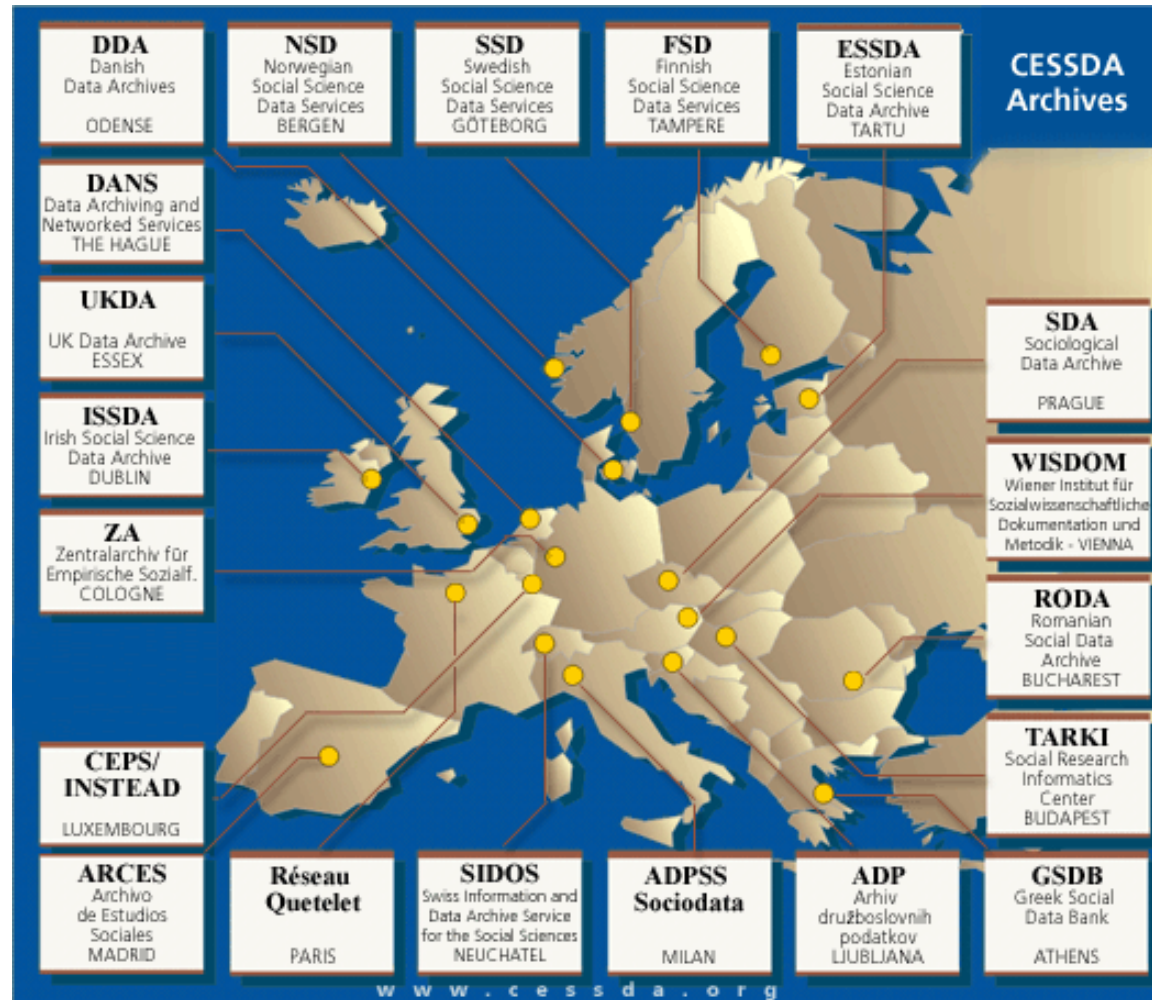 DDA
Danish
Data Archives
ODENSE
NSD
Norwegian
Social Science
Data Services
BERGEN
SSD
Swedish
Social Science
Data Services
GÖTEBORG
FSD
Finnish
Social Science
Data Services
TAMPERE
ESSDA
Estonian
Social Science
Data Archive
TARTU
CESSDA
Archives
DANS
Data Archiving and
Networked Services
THE HAGUE
UKDA
UK Data Archive
ESSEX
ISSDA
Irish Social Science
Data Archive
DUBLIN
ZA
Zentralarchiv für
Empirische Sozialf.
COLOGNE
SDA
Sociological
Data Archive
PRAGUE
WISDOM
Wiener Institut für
Sozialwissenschaftliche
Dokumentation und
Metodik - VIENNA
RODA
Romanian
Social Data
Archive
BUCHAREST
TARKI
Social Research
Informatics
Center
BUDAPEST
CEPS/
INSTEAD
LUXEMBOURG
ARCES
Archivo
de Estudios
Sociales
MADRID
Réseau
Quetelet
PARIS
SIDOS
Swiss Information and
Data Archive Service
for the Social Sciences
NEUCHATEL
ADPSS
Sociodata
MILAN
ADP
Arhiv
družboslovnih
podatkov
LJUBLJANA
GSDB
Greek Social
Data Bank
ATHENS
www.cessda.org